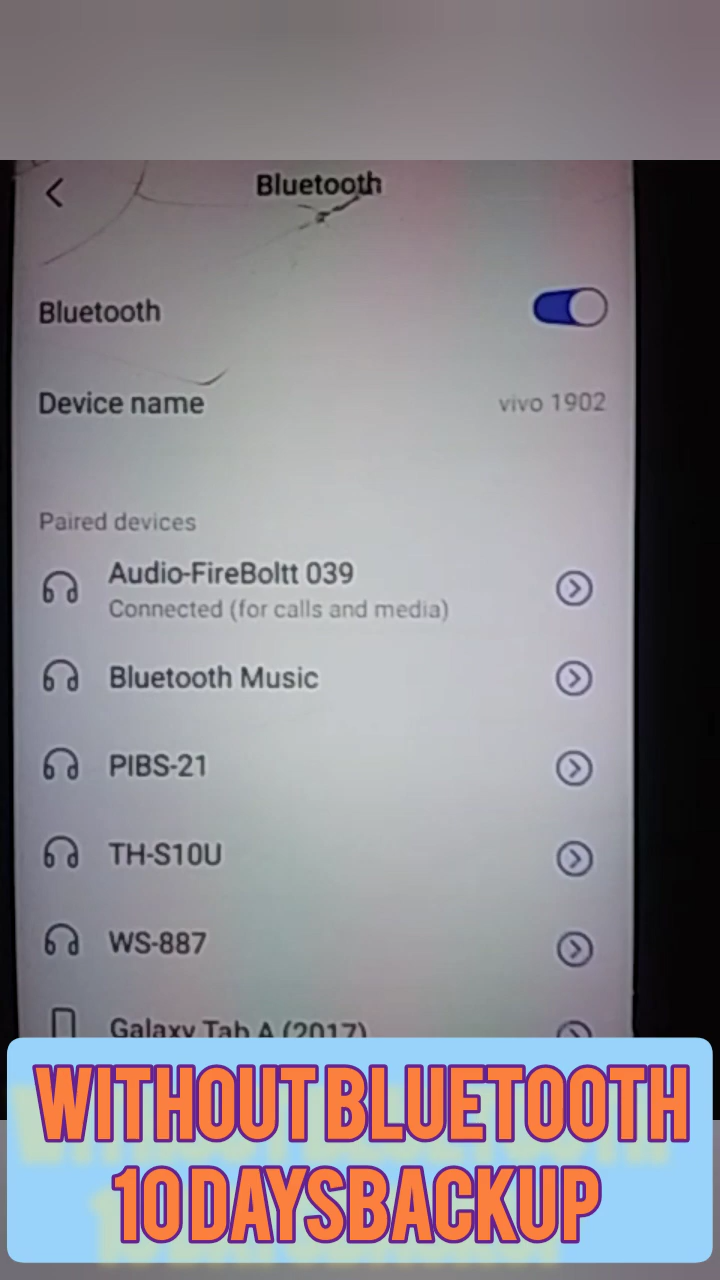 Bluetooth
Bluetooth
Device name
vivo 1902
Paired devices
Audio-FireBoltt 039
Connected (for calls and media)
Bluetooth Music
PIBS-21
TH-S10U
WS-887
Galaxy Tab A (2017)
WITHOUT BLUETOOTH
10 DAYSBACKUP